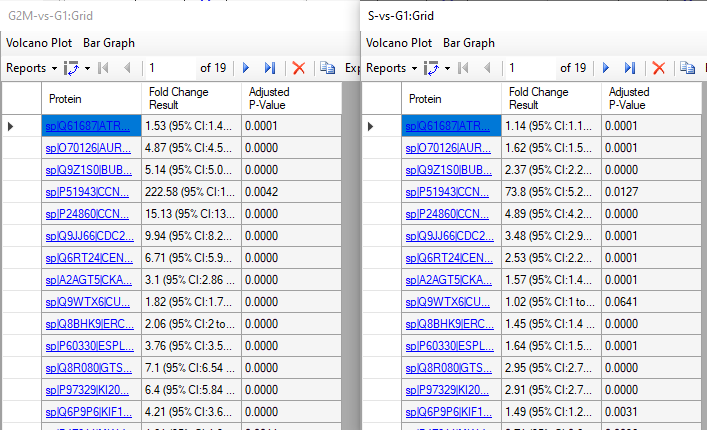 G2M-vs-G1:Grid
Volcano Plot Bar Graph
Reports 1 of 19 Exp
Protein Fold Change Result Adjusted P-Value
sp|Q61687|ATR... 1.53 (95% CI:1.4... 0.0001
sp|O70126|AUR... 4.87 (95% CI:4.5... 0.0000
sp|Q9Z1S0|BUB... 5.14 (95% CI:5.0... 0.0000
sp|P51943|CCN... 222.58 (95% CI:1... 0.0042
sp|P24860|CCN... 15.13 (95% CI:13... 0.0000
sp|Q9JJ66|CDC2... 9.94 (95% CI:8.2... 0.0000
sp|Q6RT24|CEN... 6.71 (95% CI:5.9... 0.0000
sp|A2AGT5|CKA... 3.1 (95% CI:2.86 ... 0.0000
sp|Q9WTX6|CU... 1.82 (95% CI:1.7... 0.0000
sp|Q8BHK9|ERC... 2.06 (95% CI:2 to... 0.0000
sp|P60330|ESPL... 3.76 (95% CI:3.5... 0.0000
sp|Q8R080|GTS... 7.1 (95% CI:6.54 ... 0.0000
sp|P97329|KI20... 6.4 (95% CI:5.84 ... 0.0000
sp|Q6P9P6|KIF1... 4.21 (95% CI:3.6... 0.0000
S-vs-G1:Grid
Volcano Plot Bar Graph
Reports 1 of 19 Exp
Protein Fold Change Result Adjusted P-Value
sp|Q61687|ATR... 1.14 (95% CI:1.1... 0.0001
sp|O70126|AUR... 1.62 (95% CI:1.5... 0.0001
sp|Q9Z1S0|BUB... 2.37 (95% CI:2.2... 0.0000
sp|P51943|CCN... 73.8 (95% CI:5.2... 0.0127
sp|P24860|CCN... 4.89 (95% CI:4.2... 0.0000
sp|Q9JJ66|CDC2... 3.48 (95% CI:2.9... 0.0001
sp|Q6RT24|CEN... 2.53 (95% CI:2.2... 0.0001
sp|A2AGT5|CKA... 1.57 (95% CI:1.4... 0.0001
sp|Q9WTX6|CU... 1.02 (95% CI:1 to... 0.0641
sp|Q8BHK9|ERC... 1.45 (95% CI:1.4 ... 0.0000
sp|P60330|ESPL... 1.64 (95% CI:1.5... 0.0001
sp|Q8R080|GTS... 2.95 (95% CI:2.7... 0.0000
sp|P97329|KI20... 2.91 (95% CI:2.7... 0.0000
sp|Q6P9P6|KIF1... 1.49 (95% CI:1.2... 0.0031